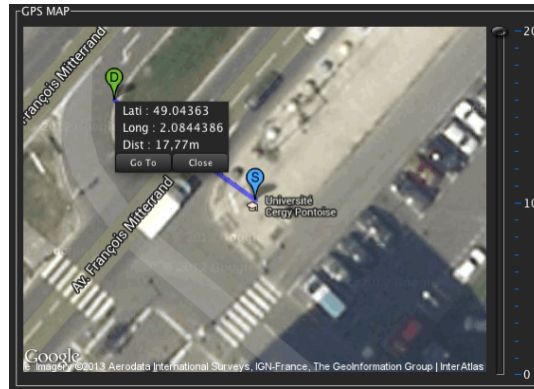 GPS MAP
François Mitterrand
D
Lati : 49.04363
Long : 2.0844386
Dist : 17,77m
Go To Close
S
Université
Cergy Pontoise
Av. François Mitterrand
Google
e Imagery ©2013 Aerodata International Surveys, IGN-France, The GeoInformation Group | InterAtlas
20
10
0